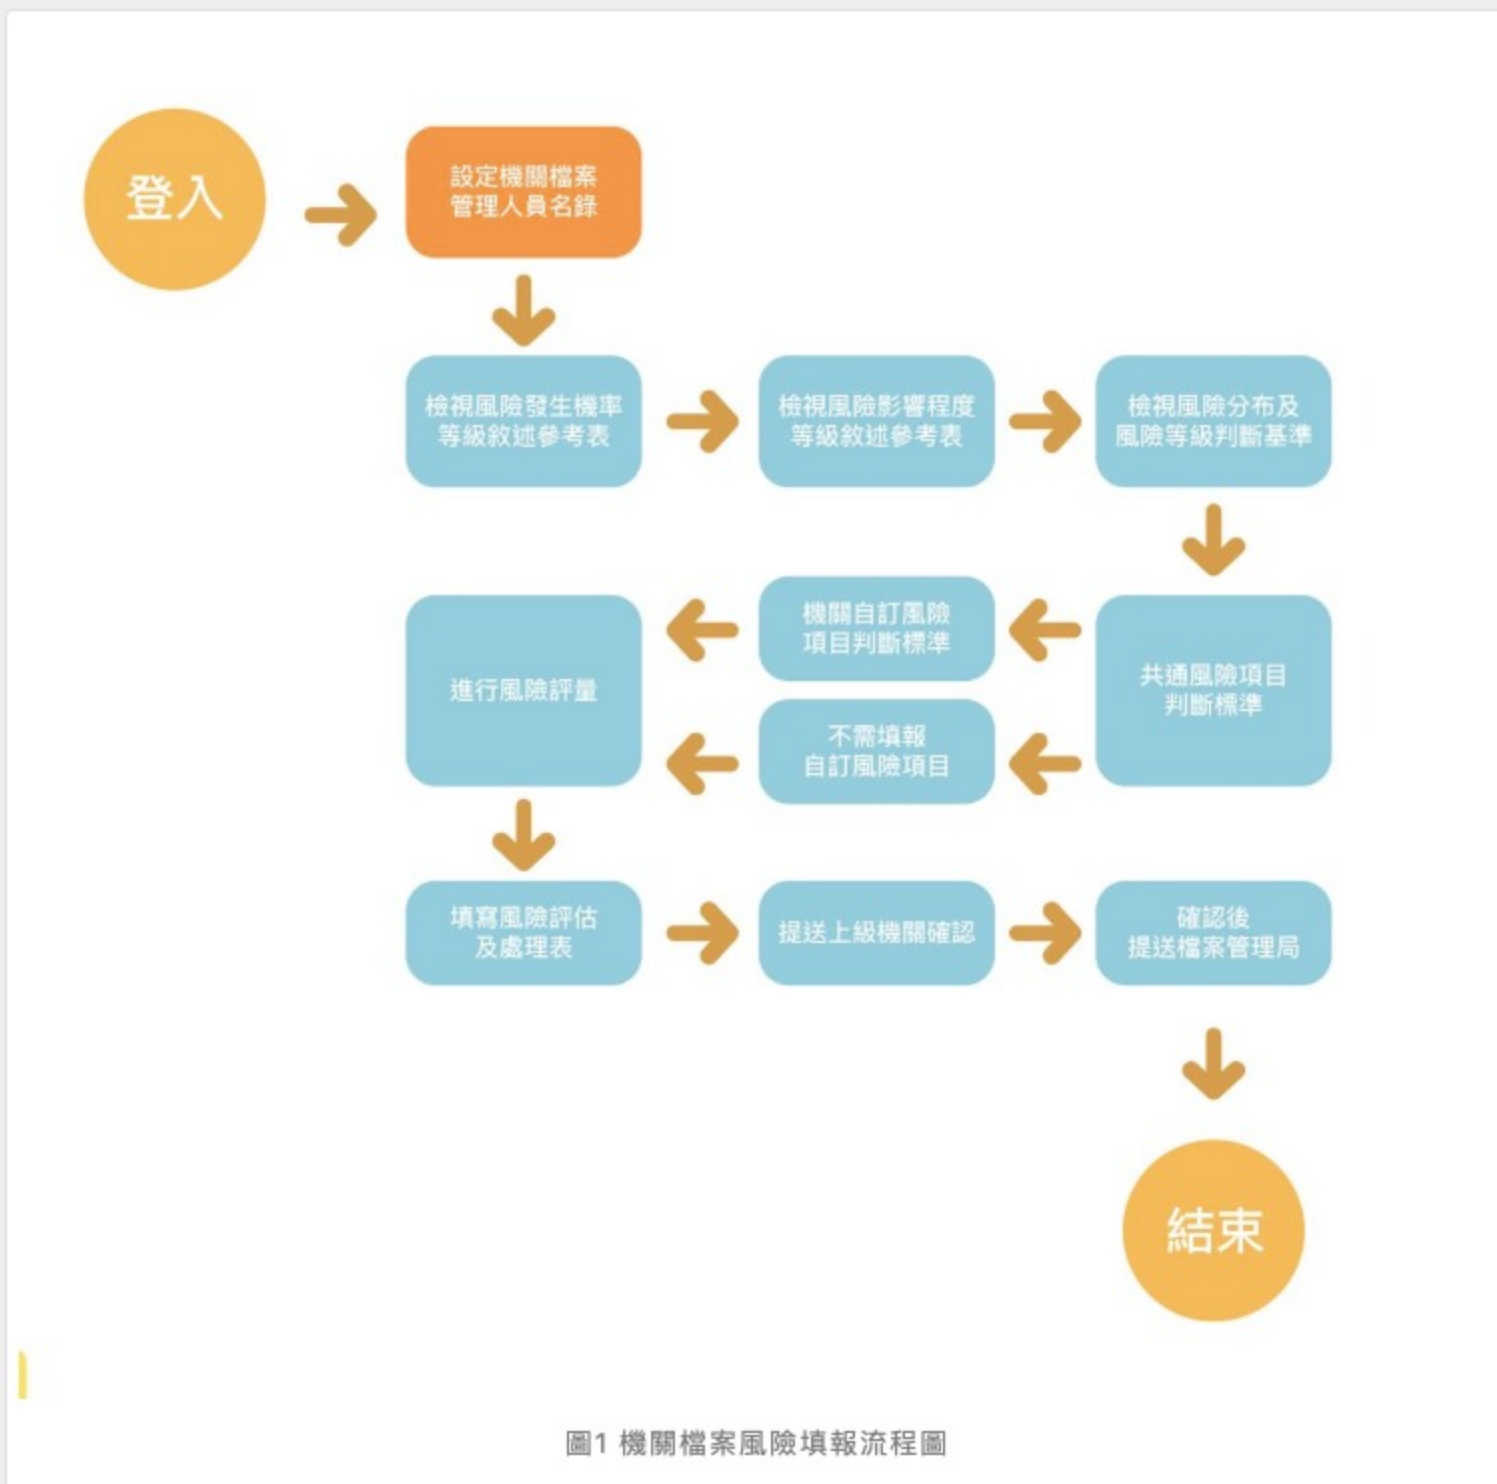 登入
設定機關檔案
管理人員名錄
檢視風險發生機率
等級敘述參考表
檢視風險影響程度
等級敘述參考表
檢視風險分布及
風險等級判斷基準
共通風險項目
判斷標準
機關自訂風險
項目判斷標準
不需填報
自訂風險項目
進行風險評量
填寫風險評估
及處理表
提送上級機關確認
確認後
提送檔案管理局
結束
圖1 機關檔案風險填報流程圖